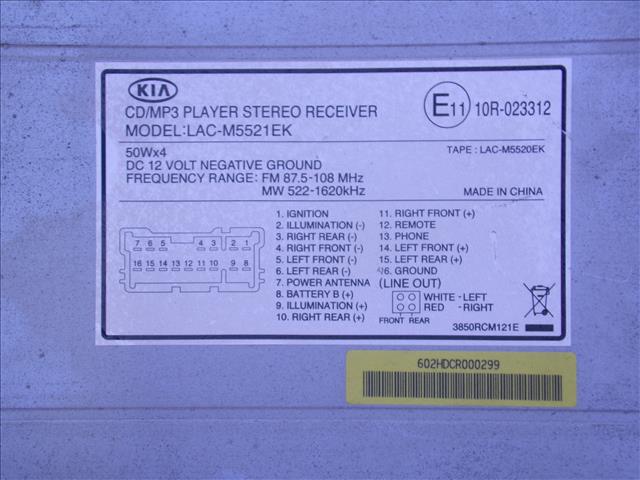 KIA
CD/MP3 PLAYER STEREO RECEIVER
MODEL:LAC-M5521EK
E11 10R-023312
50Wx4
DC 12 VOLT NEGATIVE GROUND
FREQUENCY RANGE: FM 87.5-108 MHz
MW 522-1620kHz
TAPE : LAC-M5520EK
MADE IN CHINA
7 6 5 4 3 2 1
16 15 14 13 12 11 10 9 8
1. IGNITION
2. ILLUMINATION (-)
3. RIGHT REAR (-)
4. RIGHT FRONT (-)
5. LEFT FRONT (-)
6. LEFT REAR (-)
7. POWER ANTENNA
8. BATTERY B (+)
9. ILLUMINATION (+)
10. RIGHT REAR (+)
11. RIGHT FRONT (+)
12. REMOTE
13. PHONE
14. LEFT FRONT (+)
15. LEFT REAR (+)
16. GROUND
(LINE OUT)
WHITE - LEFT
RED - RIGHT
FRONT REAR
3850RCM121E
602HDCR000299